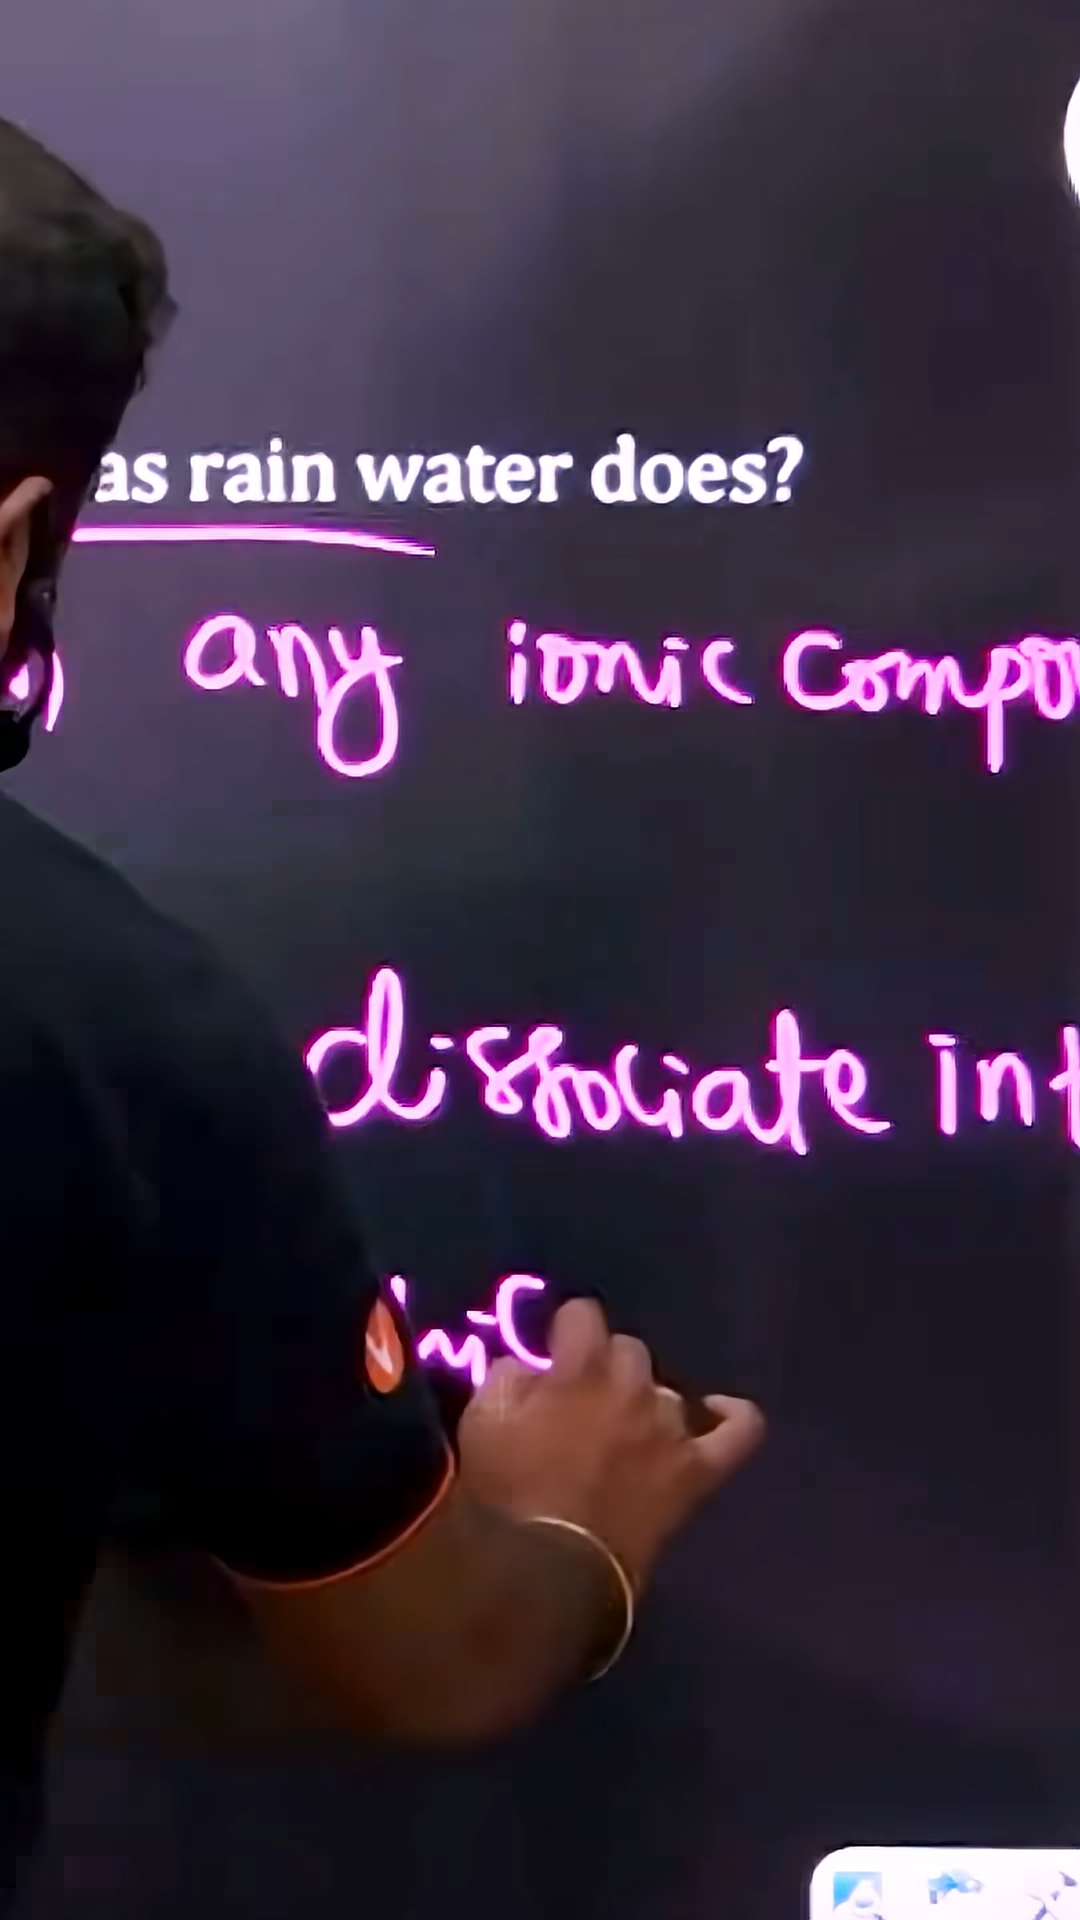 as rain water does?
any ionic Compo
dissociate int